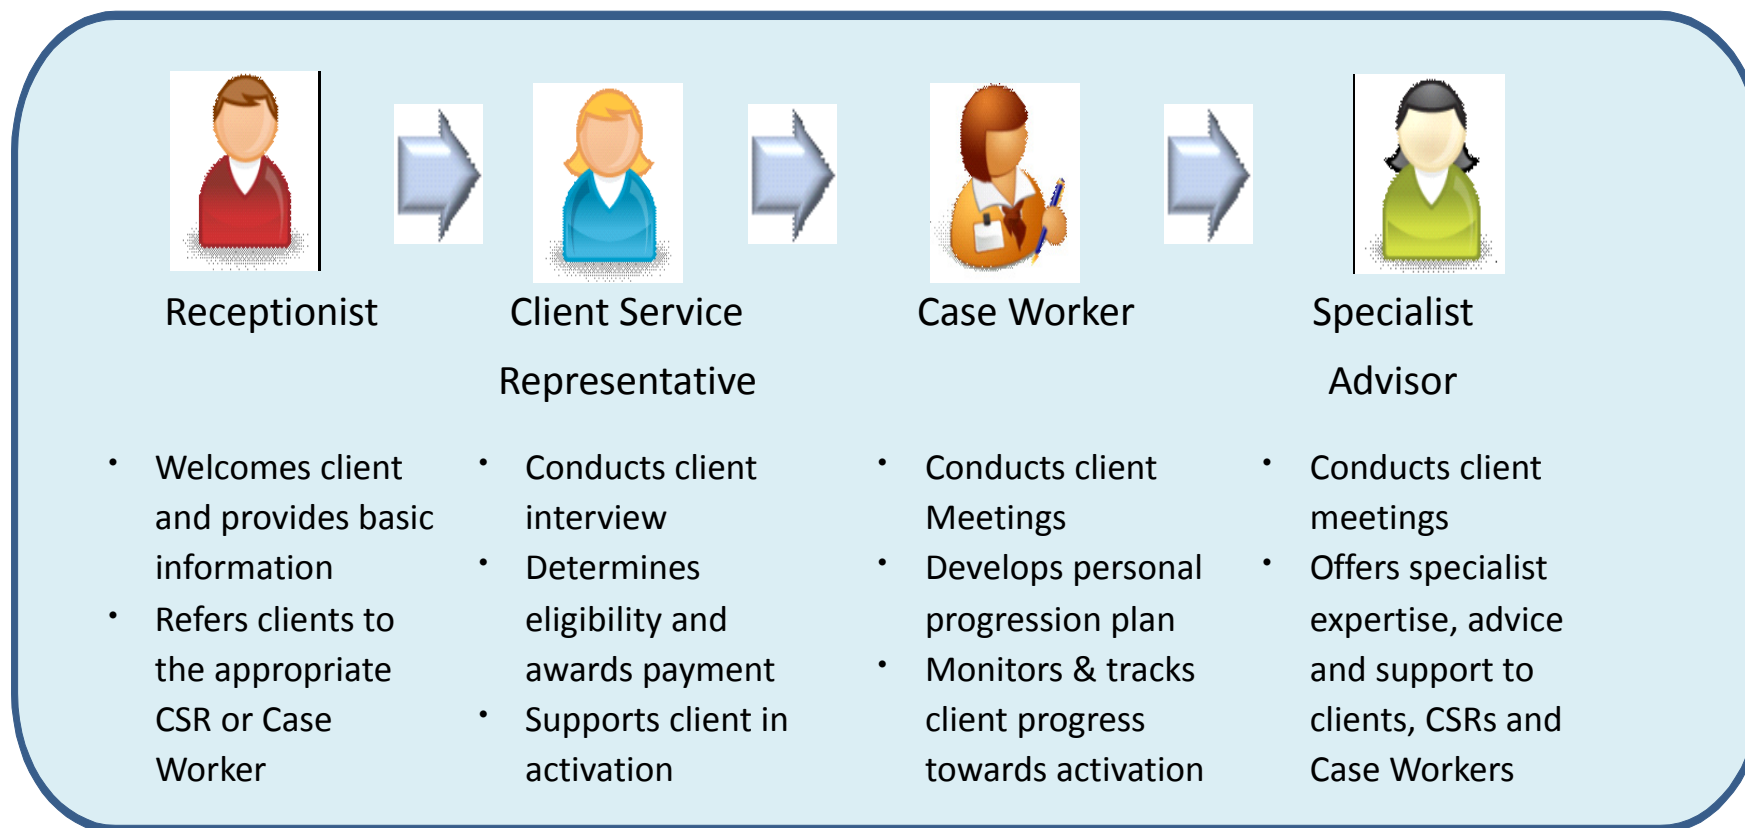 Receptionist
Client Service
Representative
Case Worker
Specialist
Advisor
• Welcomes client
and provides basic
information
• Refers clients to
the appropriate
CSR or Case
Worker
• Conducts client
interview
• Determines
eligibility and
awards payment
• Supports client in
activation
• Conducts client
Meetings
• Develops personal
progression plan
• Monitors & tracks
client progress
towards activation
• Conducts client
meetings
• Offers specialist
expertise, advice
and support to
clients, CSRs and
Case Workers